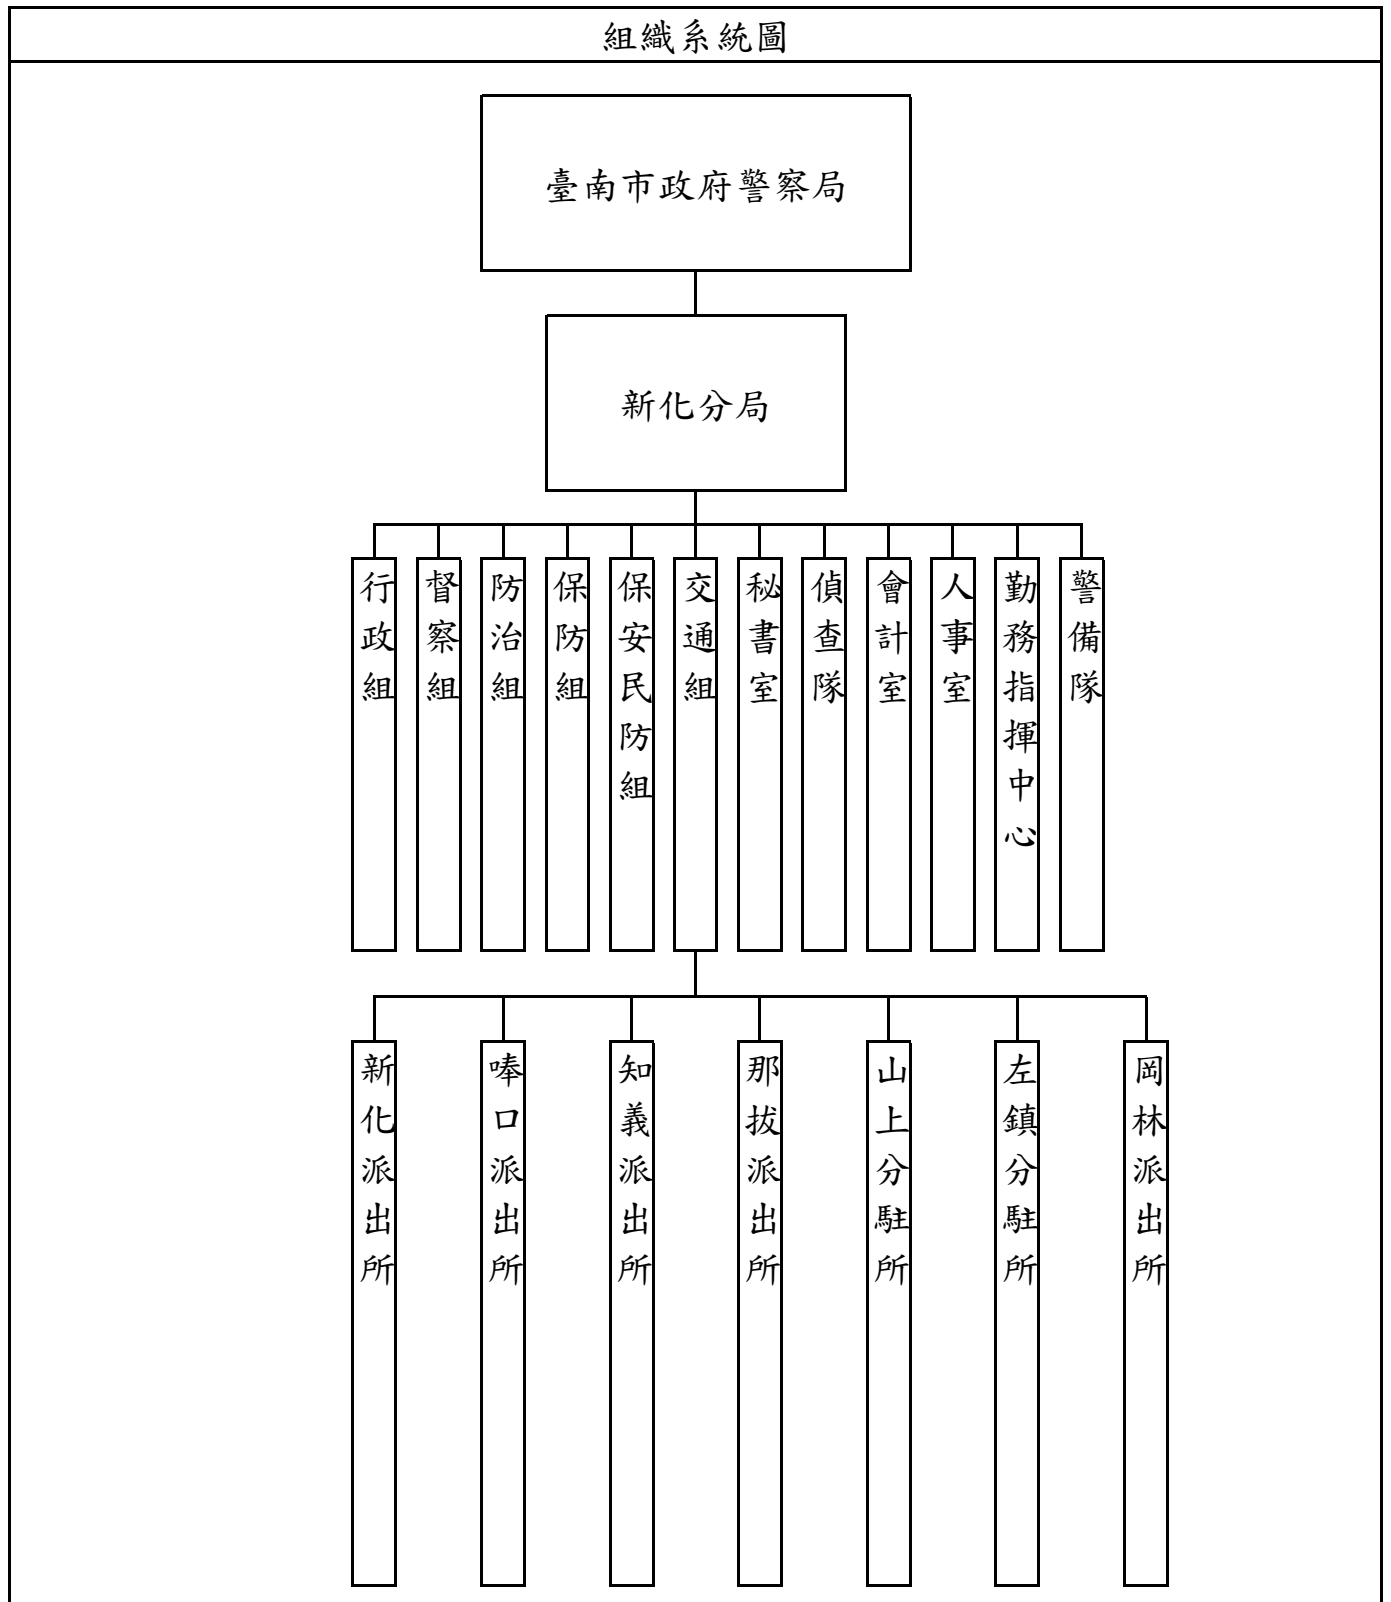 組織系統圖
臺南市政府警察局
新化分局
行政組
督察組
防治組
保防組
保安民防組
交通組
秘書室
偵查隊
會計室
人事室
勤務指揮中心
警備隊
新化派出所
唪口派出所
知義派出所
那拔派出所
山上分駐所
左鎮分駐所
岡林派出所